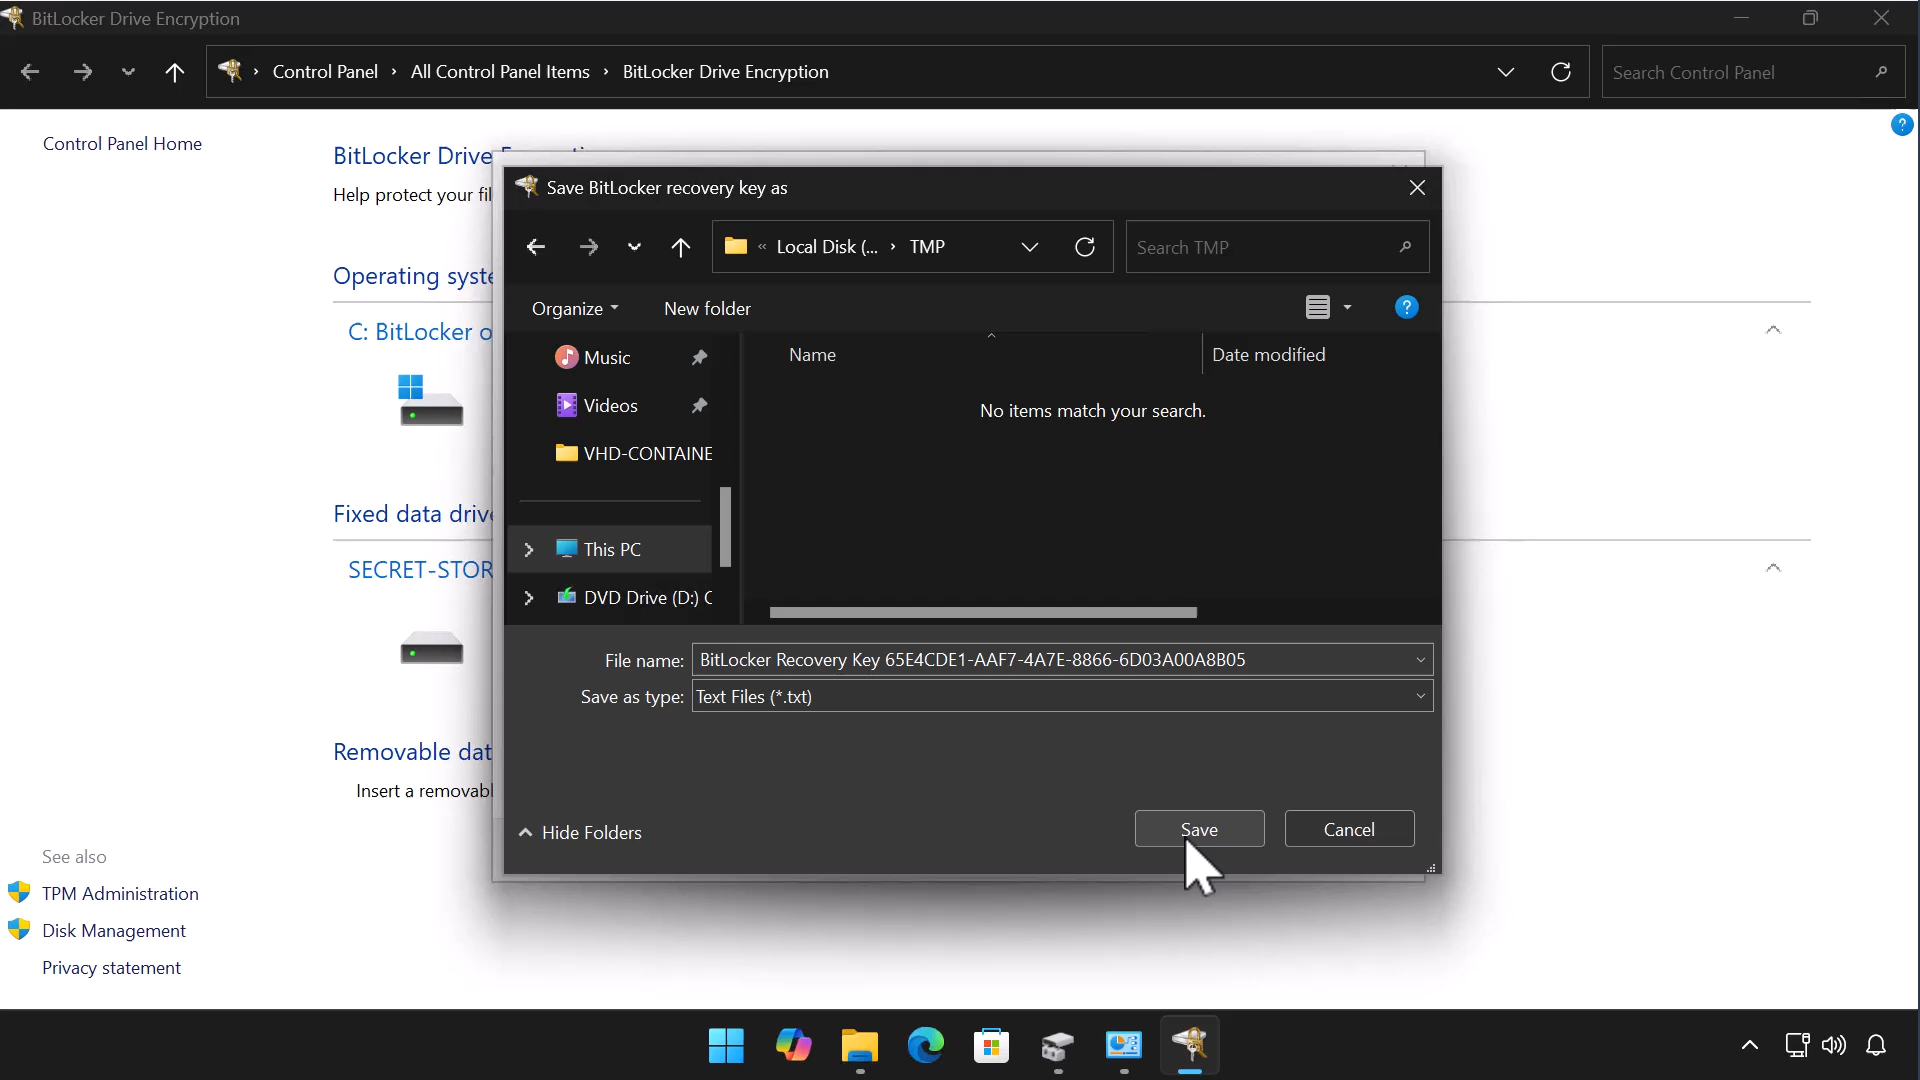 BitLocker Drive Encryption
Control Panel › All Control Panel Items › BitLocker Drive Encryption
Search Control Panel
Control Panel Home
BitLocker Drive
Help protect your fil
Operating syste
C: BitLocker o
Fixed data drive
SECRET-STOR
Removable dat
Insert a removabl
See also
TPM Administration
Disk Management
Privacy statement
Save BitLocker recovery key as
« Local Disk (... › TMP
Search TMP
Organize
New folder
?
Music
Videos
VHD-CONTAINE
This PC
DVD Drive (D:) C
Name
Date modified
No items match your search.
File name: BitLocker Recovery Key 65E4CDE1-AAF7-4A7E-8866-6D03A00A8B05
Save as type: Text Files (*.txt)
Hide Folders
Save
Cancel
?